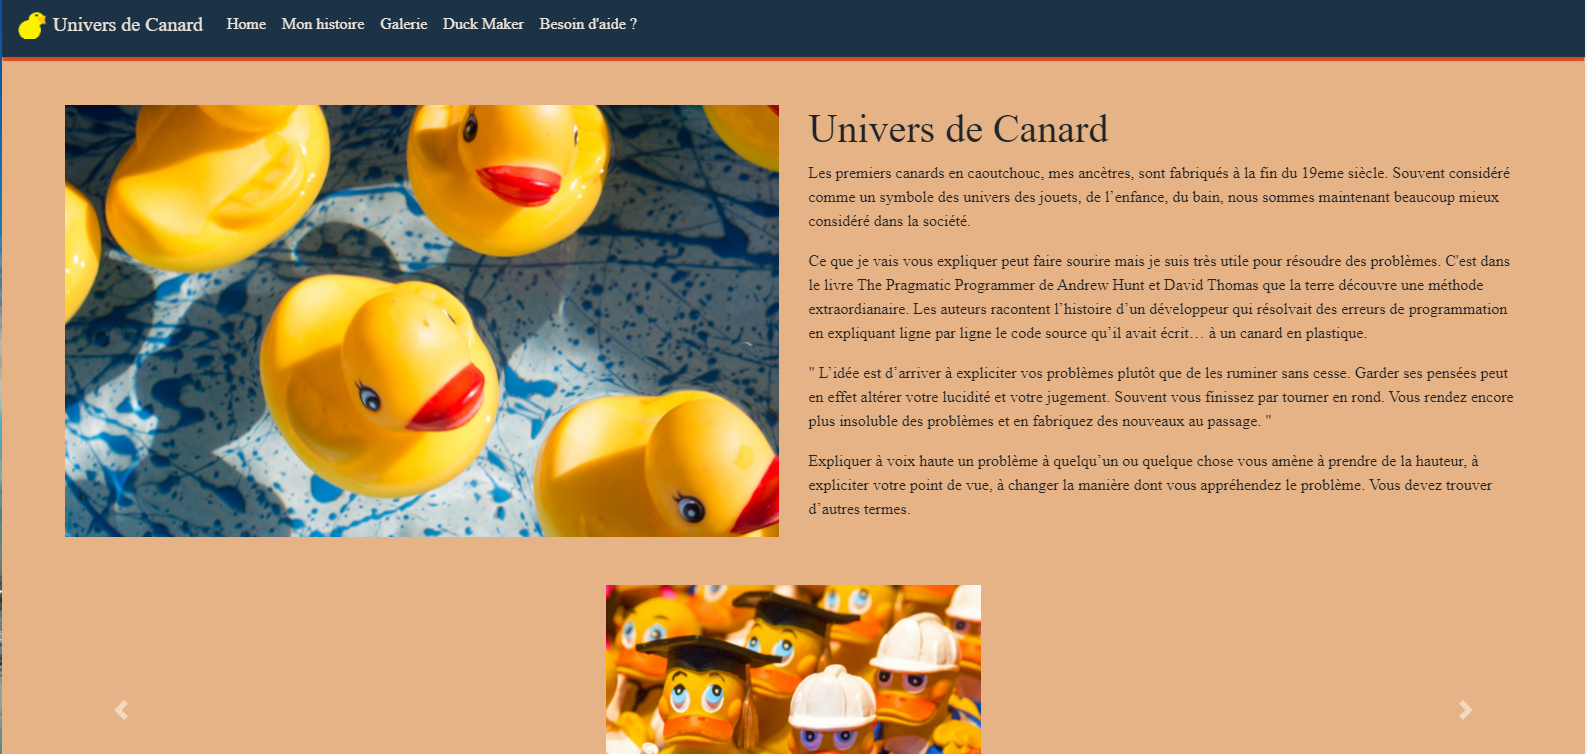 Univers de Canard Home Mon histoire Galerie Duck Maker Besoin d'aide ?
Univers de Canard
Les premiers canards en caoutchouc, mes ancètres, sont fabriqués à la fin du 19eme siècle. Souvent considéré
comme un symbole des univers des jouets, de l’enfance, du bain, nous sommes maintenant beaucoup mieux
considéré dans la société.
Ce que je vais vous expliquer peut faire sourire mais je suis très utile pour résoudre des problèmes. C'est dans
le livre The Pragmatic Programmer de Andrew Hunt et David Thomas que la terre découvre une méthode
extraordianaire. Les auteurs racontent l’histoire d’un développeur qui résolvait des erreurs de programmation
en expliquant ligne par ligne le code source qu’il avait écrit… à un canard en plastique.
" L’idée est d’arriver à expliciter vos problèmes plutôt que de les ruminer sans cesse. Garder ses pensées peut
en effet altérer votre lucidité et votre jugement. Souvent vous finissez par tourner en rond. Vous rendez encore
plus insoluble des problèmes et en fabriquez des nouveaux au passage. "
Expliquer à voix haute un problème à quelqu’un ou quelque chose vous amène à prendre de la hauteur, à
expliciter votre point de vue, à changer la manière dont vous appréhendez le problème. Vous devez trouver
d’autres termes.